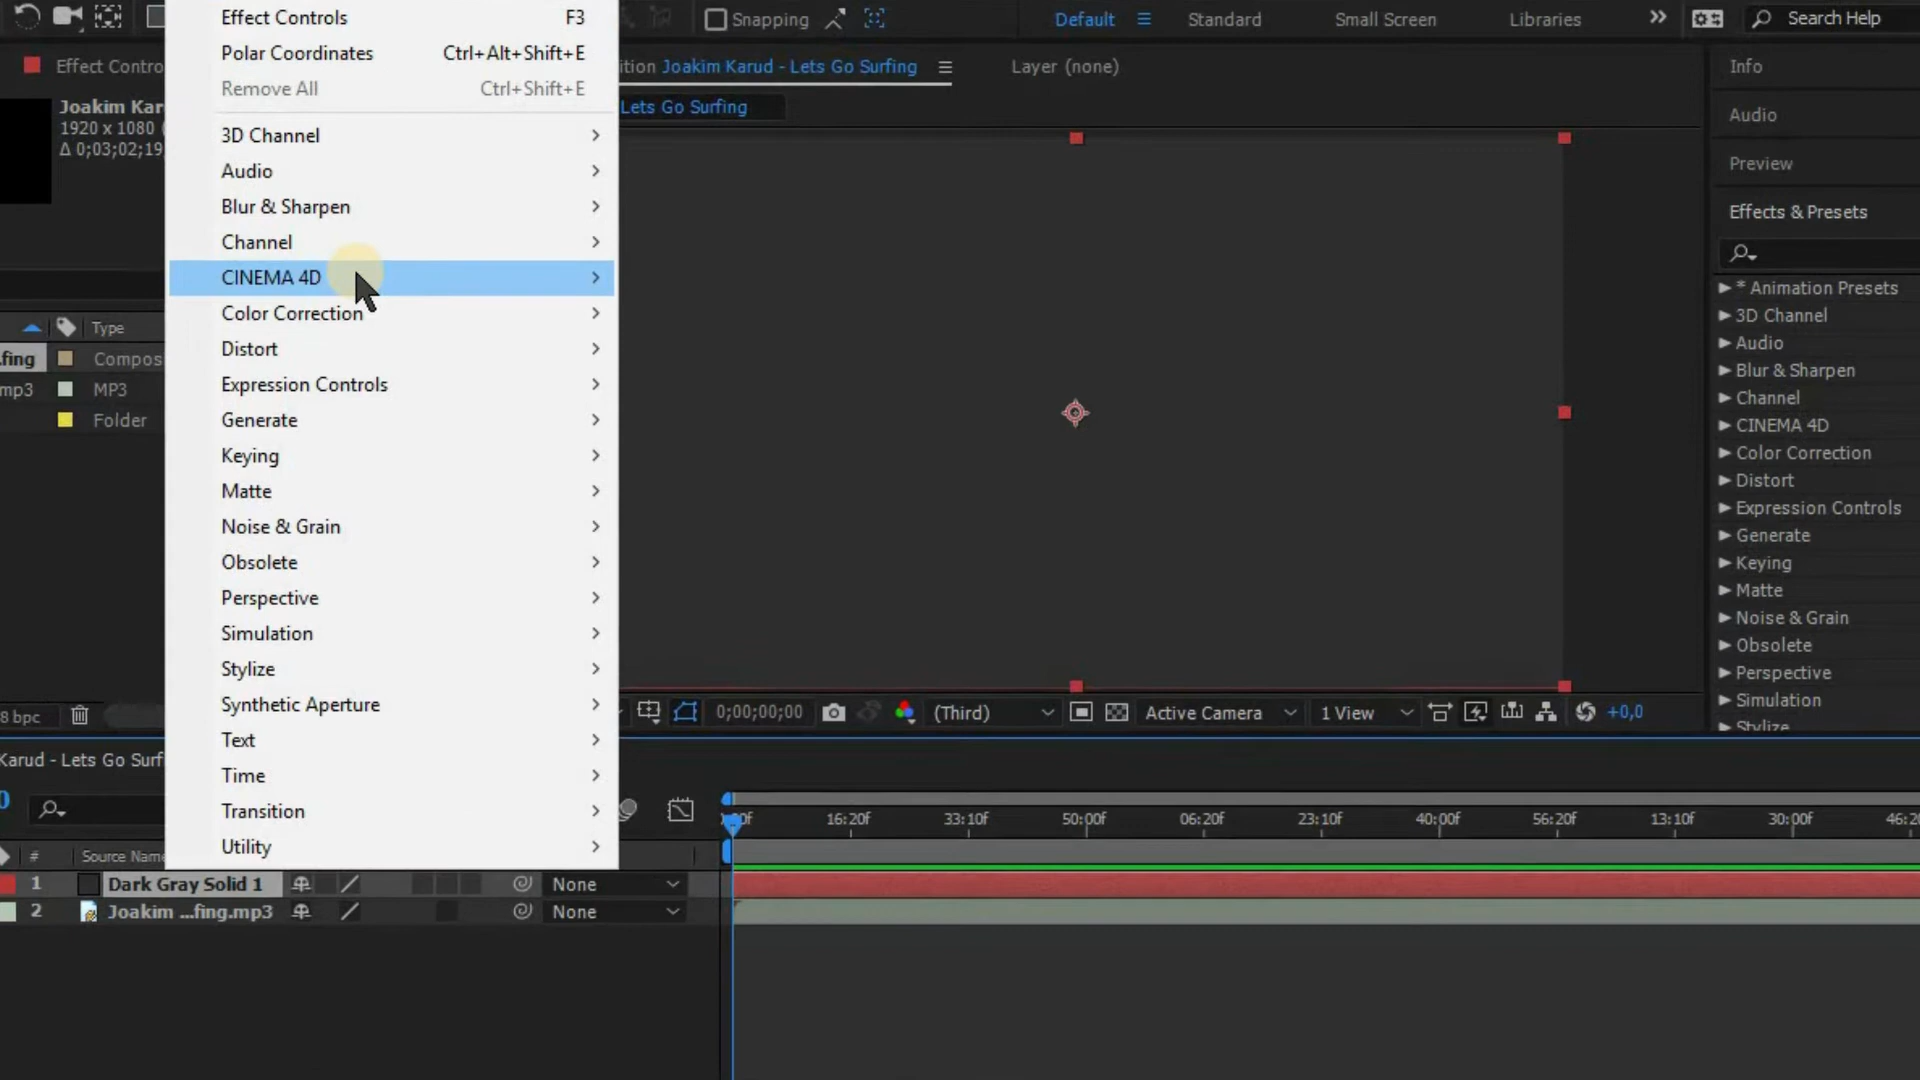 Effect Controls F3
Polar Coordinates Ctrl+Alt+Shift+E
Remove All Ctrl+Shift+E
3D Channel
Audio
Blur & Sharpen
Channel
CINEMA 4D
Color Correction
Distort
Expression Controls
Generate
Keying
Matte
Noise & Grain
Obsolete
Perspective
Simulation
Stylize
Synthetic Aperture
Text
Time
Transition
Utility
Snapping
Default
Standard
Small Screen
Libraries
Search Help
Effect Contro
Joakim Kar
1920 x 1080 (
Δ 0;03;02;19,
Type
.fing Compos
mp3 MP3
Folder
8 bpc
ition Joakim Karud - Lets Go Surfing
Layer (none)
Lets Go Surfing
0;00;00;00
(Third)
Active Camera
1 View
+0,0
Info
Audio
Preview
Effects & Presets
* Animation Presets
3D Channel
Audio
Blur & Sharpen
Channel
CINEMA 4D
Color Correction
Distort
Expression Controls
Generate
Keying
Matte
Noise & Grain
Obsolete
Perspective
Simulation
Stylize
Karud - Lets Go Surf
0
16:20f 33:10f 50:00f 06:20f 23:10f 40:00f 56:20f 13:10f 30:00f 46:2
# Source Name
1 Dark Gray Solid 1 None
2 Joakim ...fing.mp3 None